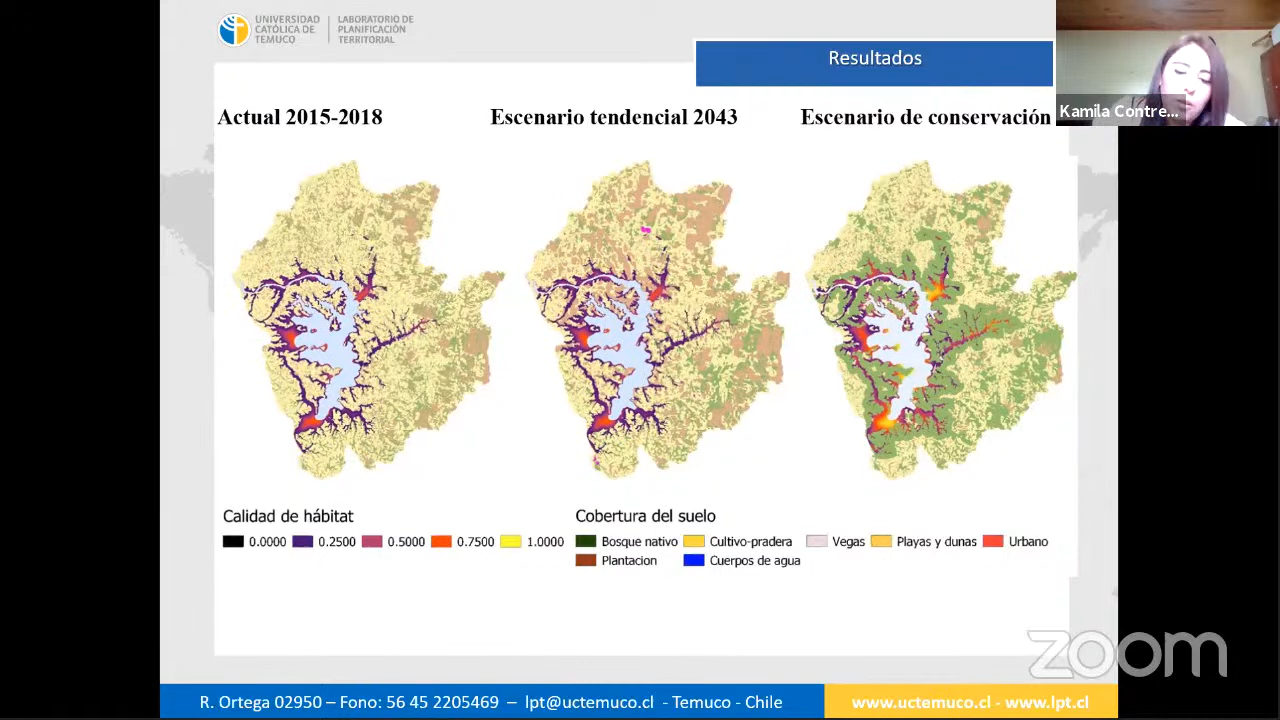 UNIVERSIDAD
CATÓLICA DE
TEMUCO
LABORATORIO DE
PLANIFICACIÓN
TERRITORIAL
Resultados
Kamila Contre...
Actual 2015-2018
Escenario tendencial 2043
Escenario de conservación
Calidad de hábitat
0.0000 0.2500 0.5000 0.7500 1.0000
Cobertura del suelo
Bosque nativo Cultivo-pradera Vegas Playas y dunas Urbano
Plantacion Cuerpos de agua
zoom
R. Ortega 02950 – Fono: 56 45 2205469 – lpt@uctemuco.cl - Temuco - Chile
www.uctemuco.cl - www.lpt.cl